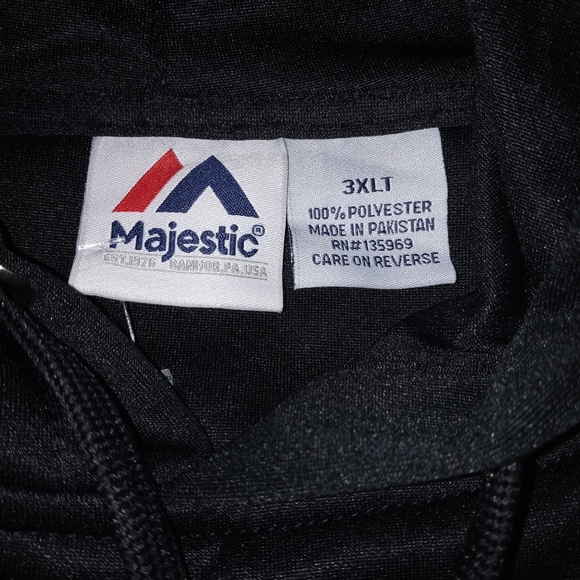 Majestic®
EST.1976 BANGOR,PA,USA
3XLT
100% POLYESTER
MADE IN PAKISTAN
RN#135969
CARE ON REVERSE